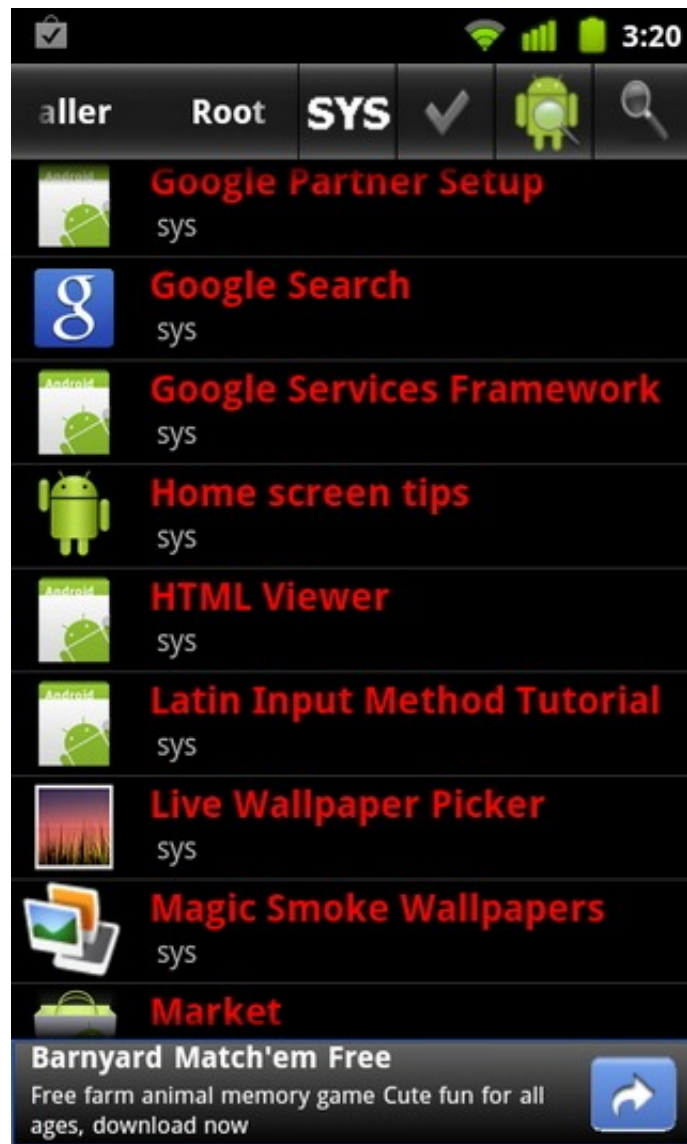 3:20
aller Root SYS
Google Partner Setup
sys
Google Search
sys
Google Services Framework
sys
Home screen tips
sys
HTML Viewer
sys
Latin Input Method Tutorial
sys
Live Wallpaper Picker
sys
Magic Smoke Wallpapers
sys
Market
Barnyard Match'em Free
Free farm animal memory game Cute fun for all
ages, download now